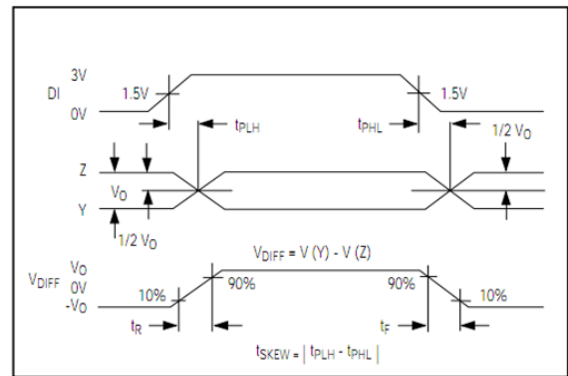 3V
DI 1.5V 1.5V
0V
tPLH tPHL 1/2 VO
Z
VO
Y
1/2 VO
VDIFF = V (Y) - V (Z)
VO
VDIFF 0V 90% 90%
-VO 10% 10%
tR tF
tSKEW = | tPLH - tPHL |